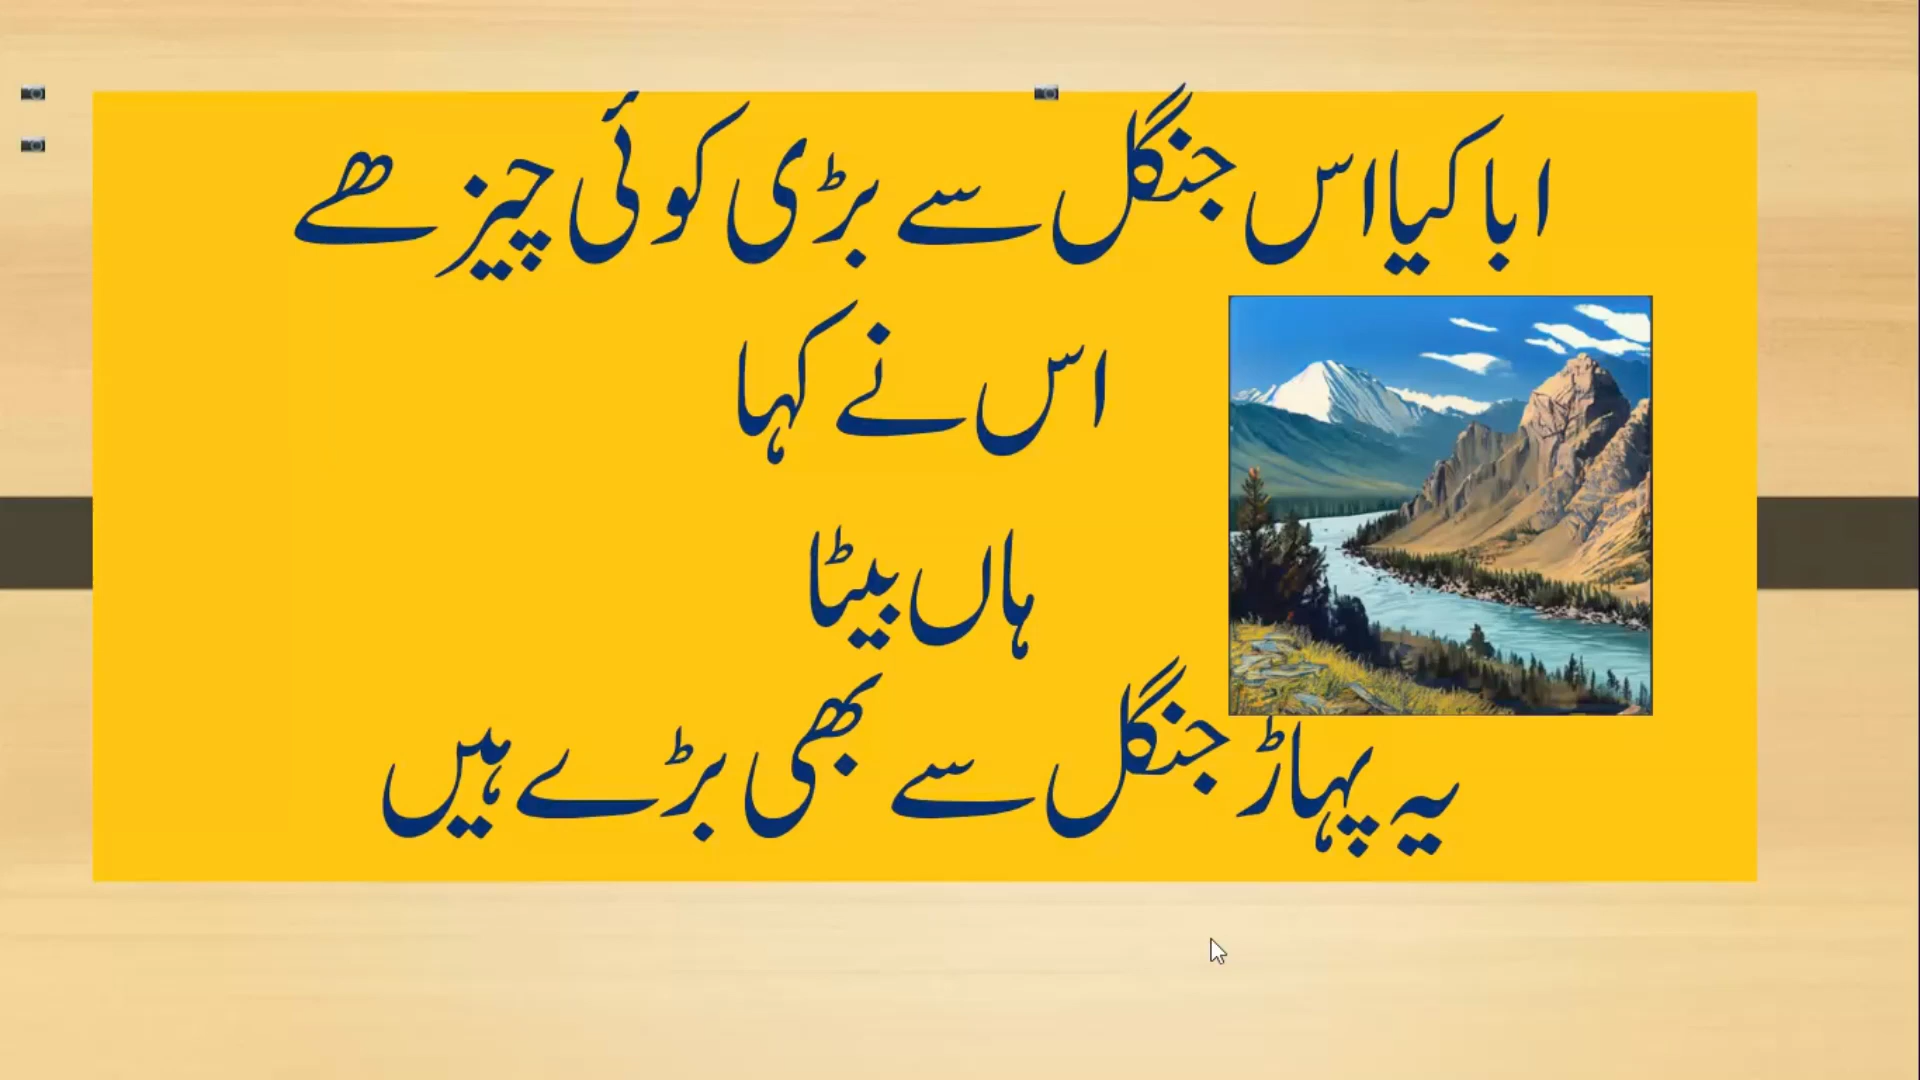 ابا کیا اس جنگل سے بڑی کوئی چیز ھے
اس نے کہا
ہاں بیٹا
یہ پہاڑ جنگل سے بھی بڑے ہیں